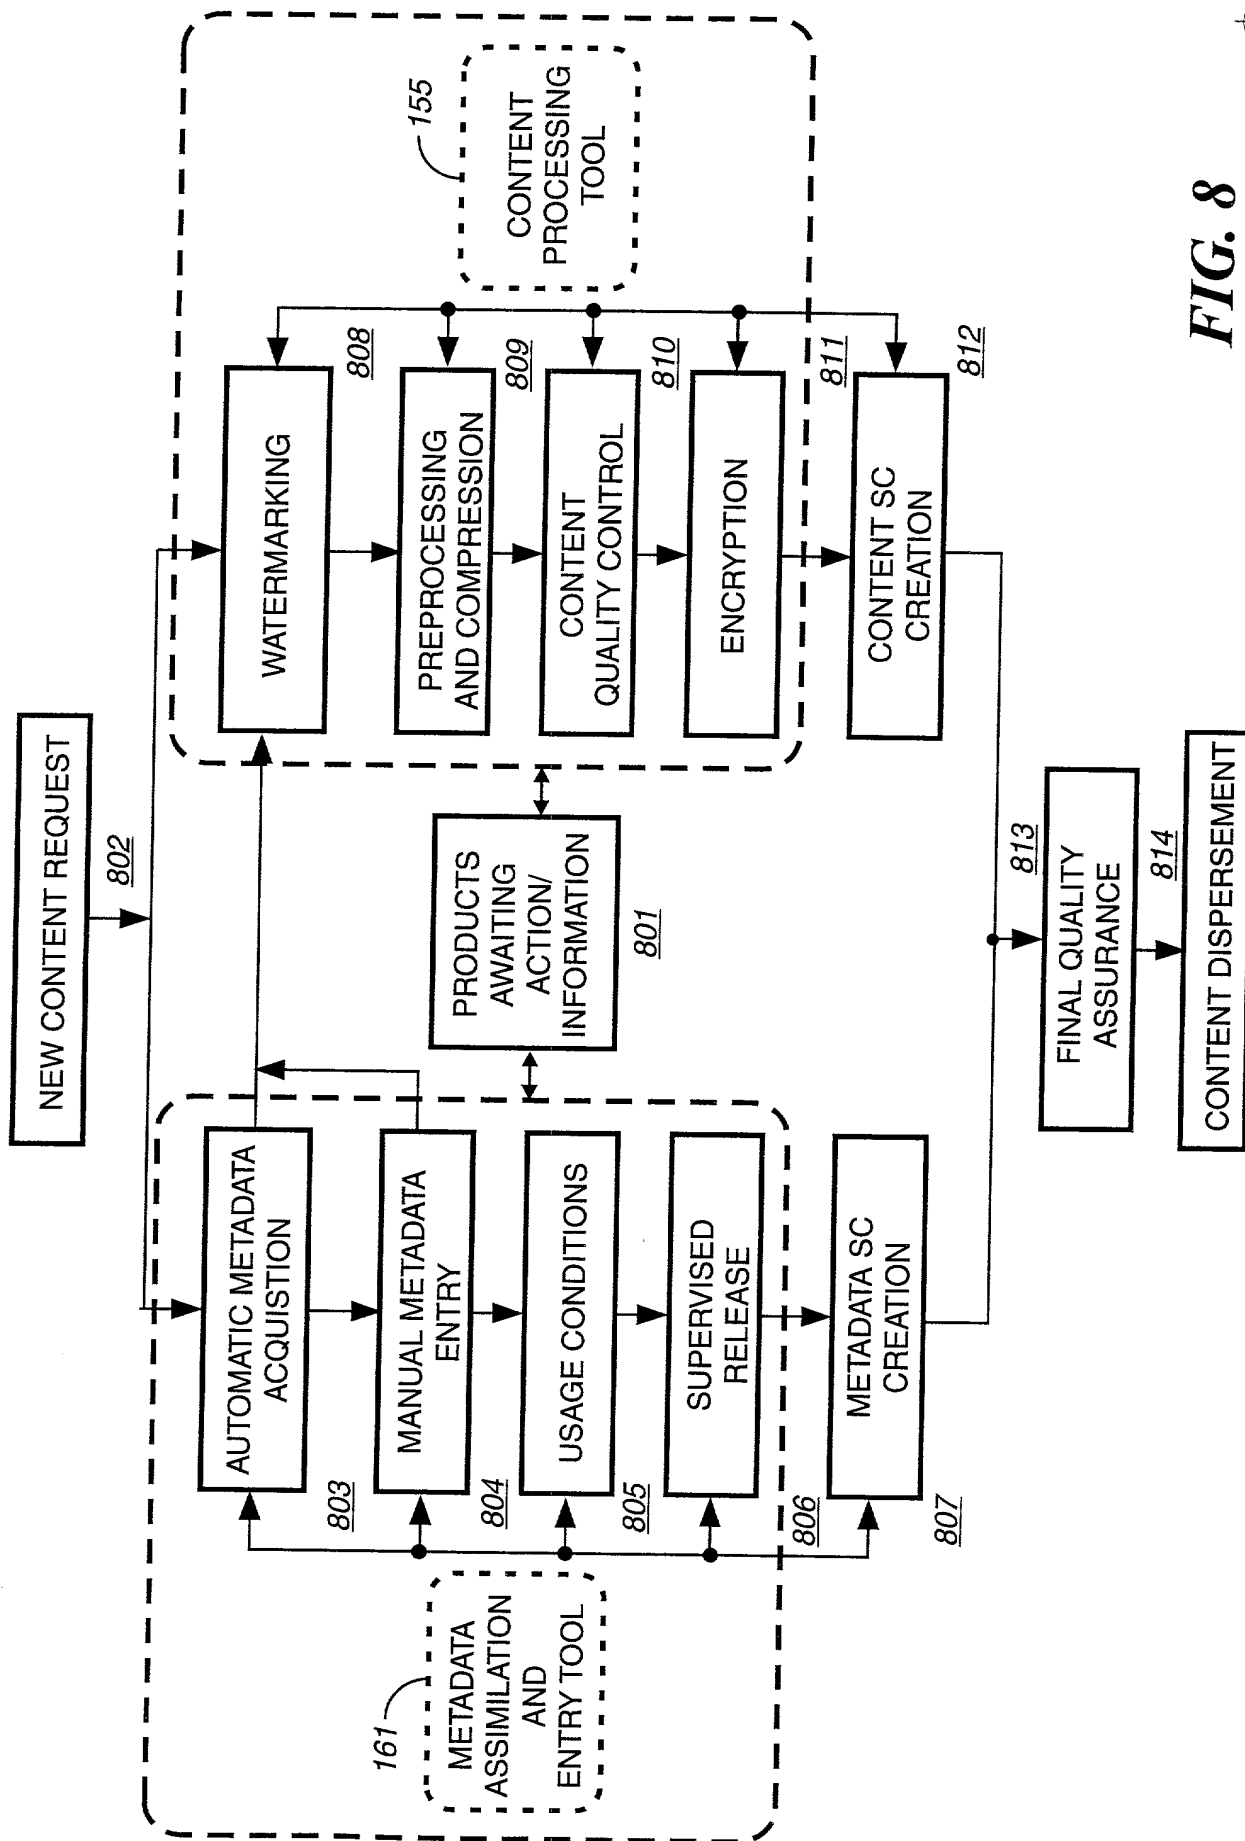 NEW CONTENT REQUEST
802
AUTOMATIC METADATA
ACQUISTION
803
MANUAL METADATA
ENTRY
804
USAGE CONDITIONS
805
SUPERVISED
RELEASE
806
METADATA SC
CREATION
807
161
METADATA
ASSIMILATION
AND
ENTRY TOOL
PRODUCTS
AWAITING
ACTION/
INFORMATION
801
WATERMARKING
808
PREPROCESSING
AND COMPRESSION
809
CONTENT
QUALITY CONTROL
810
ENCRYPTION
811
CONTENT SC
CREATION
812
155
CONTENT
PROCESSING
TOOL
FINAL QUALITY
ASSURANCE
813
CONTENT DISPERSEMENT
814
FIG. 8